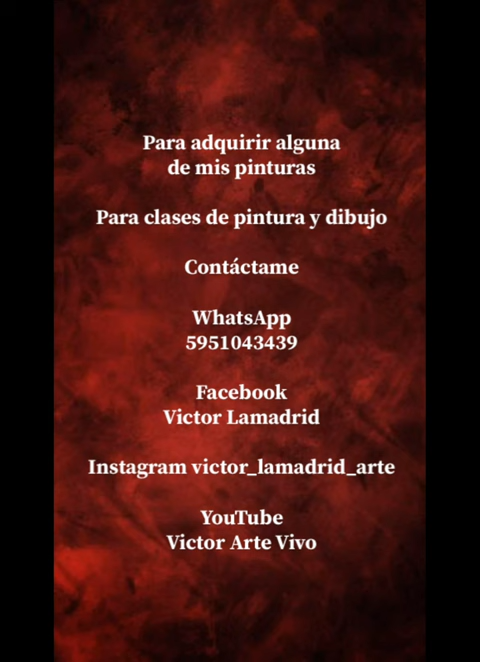 Para adquirir alguna
de mis pinturas
Para clases de pintura y dibujo
Contáctame
WhatsApp
5951043439
Facebook
Victor Lamadrid
Instagram victor_lamadrid_arte
YouTube
Victor Arte Vivo